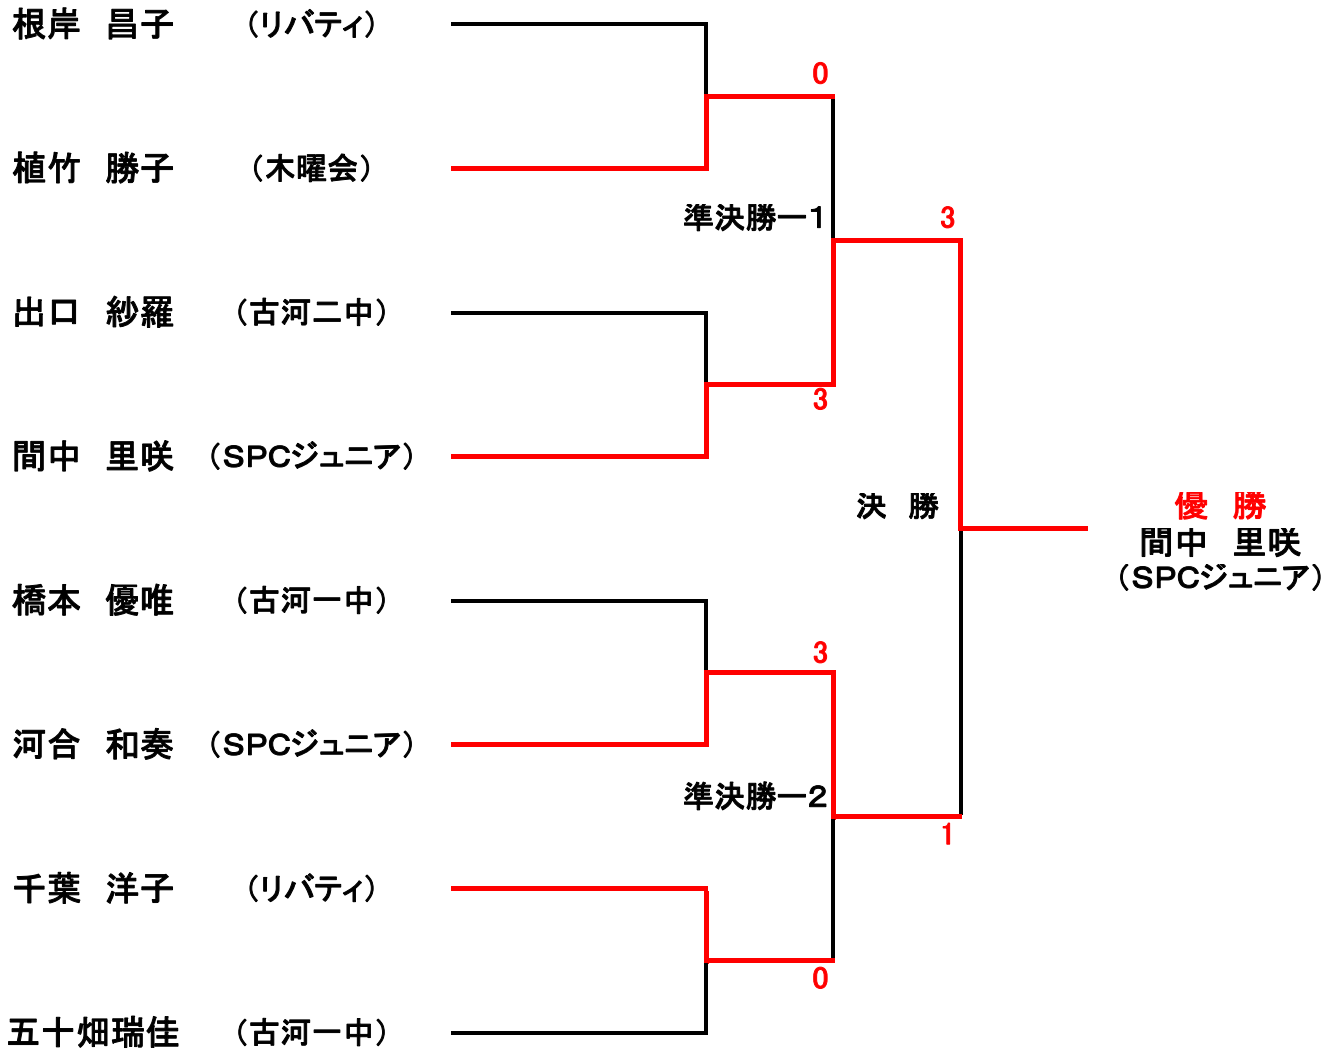 根岸　昌子　（リバティ）
0
植竹　勝子　（木曜会）
準決勝ー１
3
出口　紗羅　（古河二中）
3
間中　里咲　（SPCジュニア）
決　勝
優　勝
間中　里咲
（SPCジュニア）
橋本　優唯　（古河一中）
3
河合　和奏　（SPCジュニア）
準決勝ー２
1
千葉　洋子　（リバティ）
0
五十畑瑞佳　（古河一中）